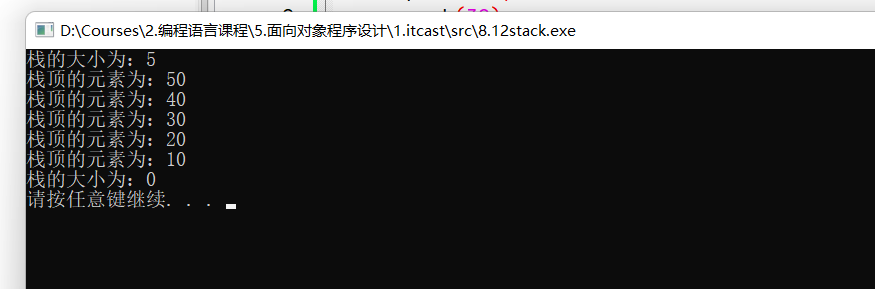 D:\Courses\2.编程语言课程\5.面向对象程序设计\1.itcast\src\8.12stack.exe
栈的大小为：5
栈顶的元素为：50
栈顶的元素为：40
栈顶的元素为：30
栈顶的元素为：20
栈顶的元素为：10
栈的大小为：0
请按任意键继续. . .